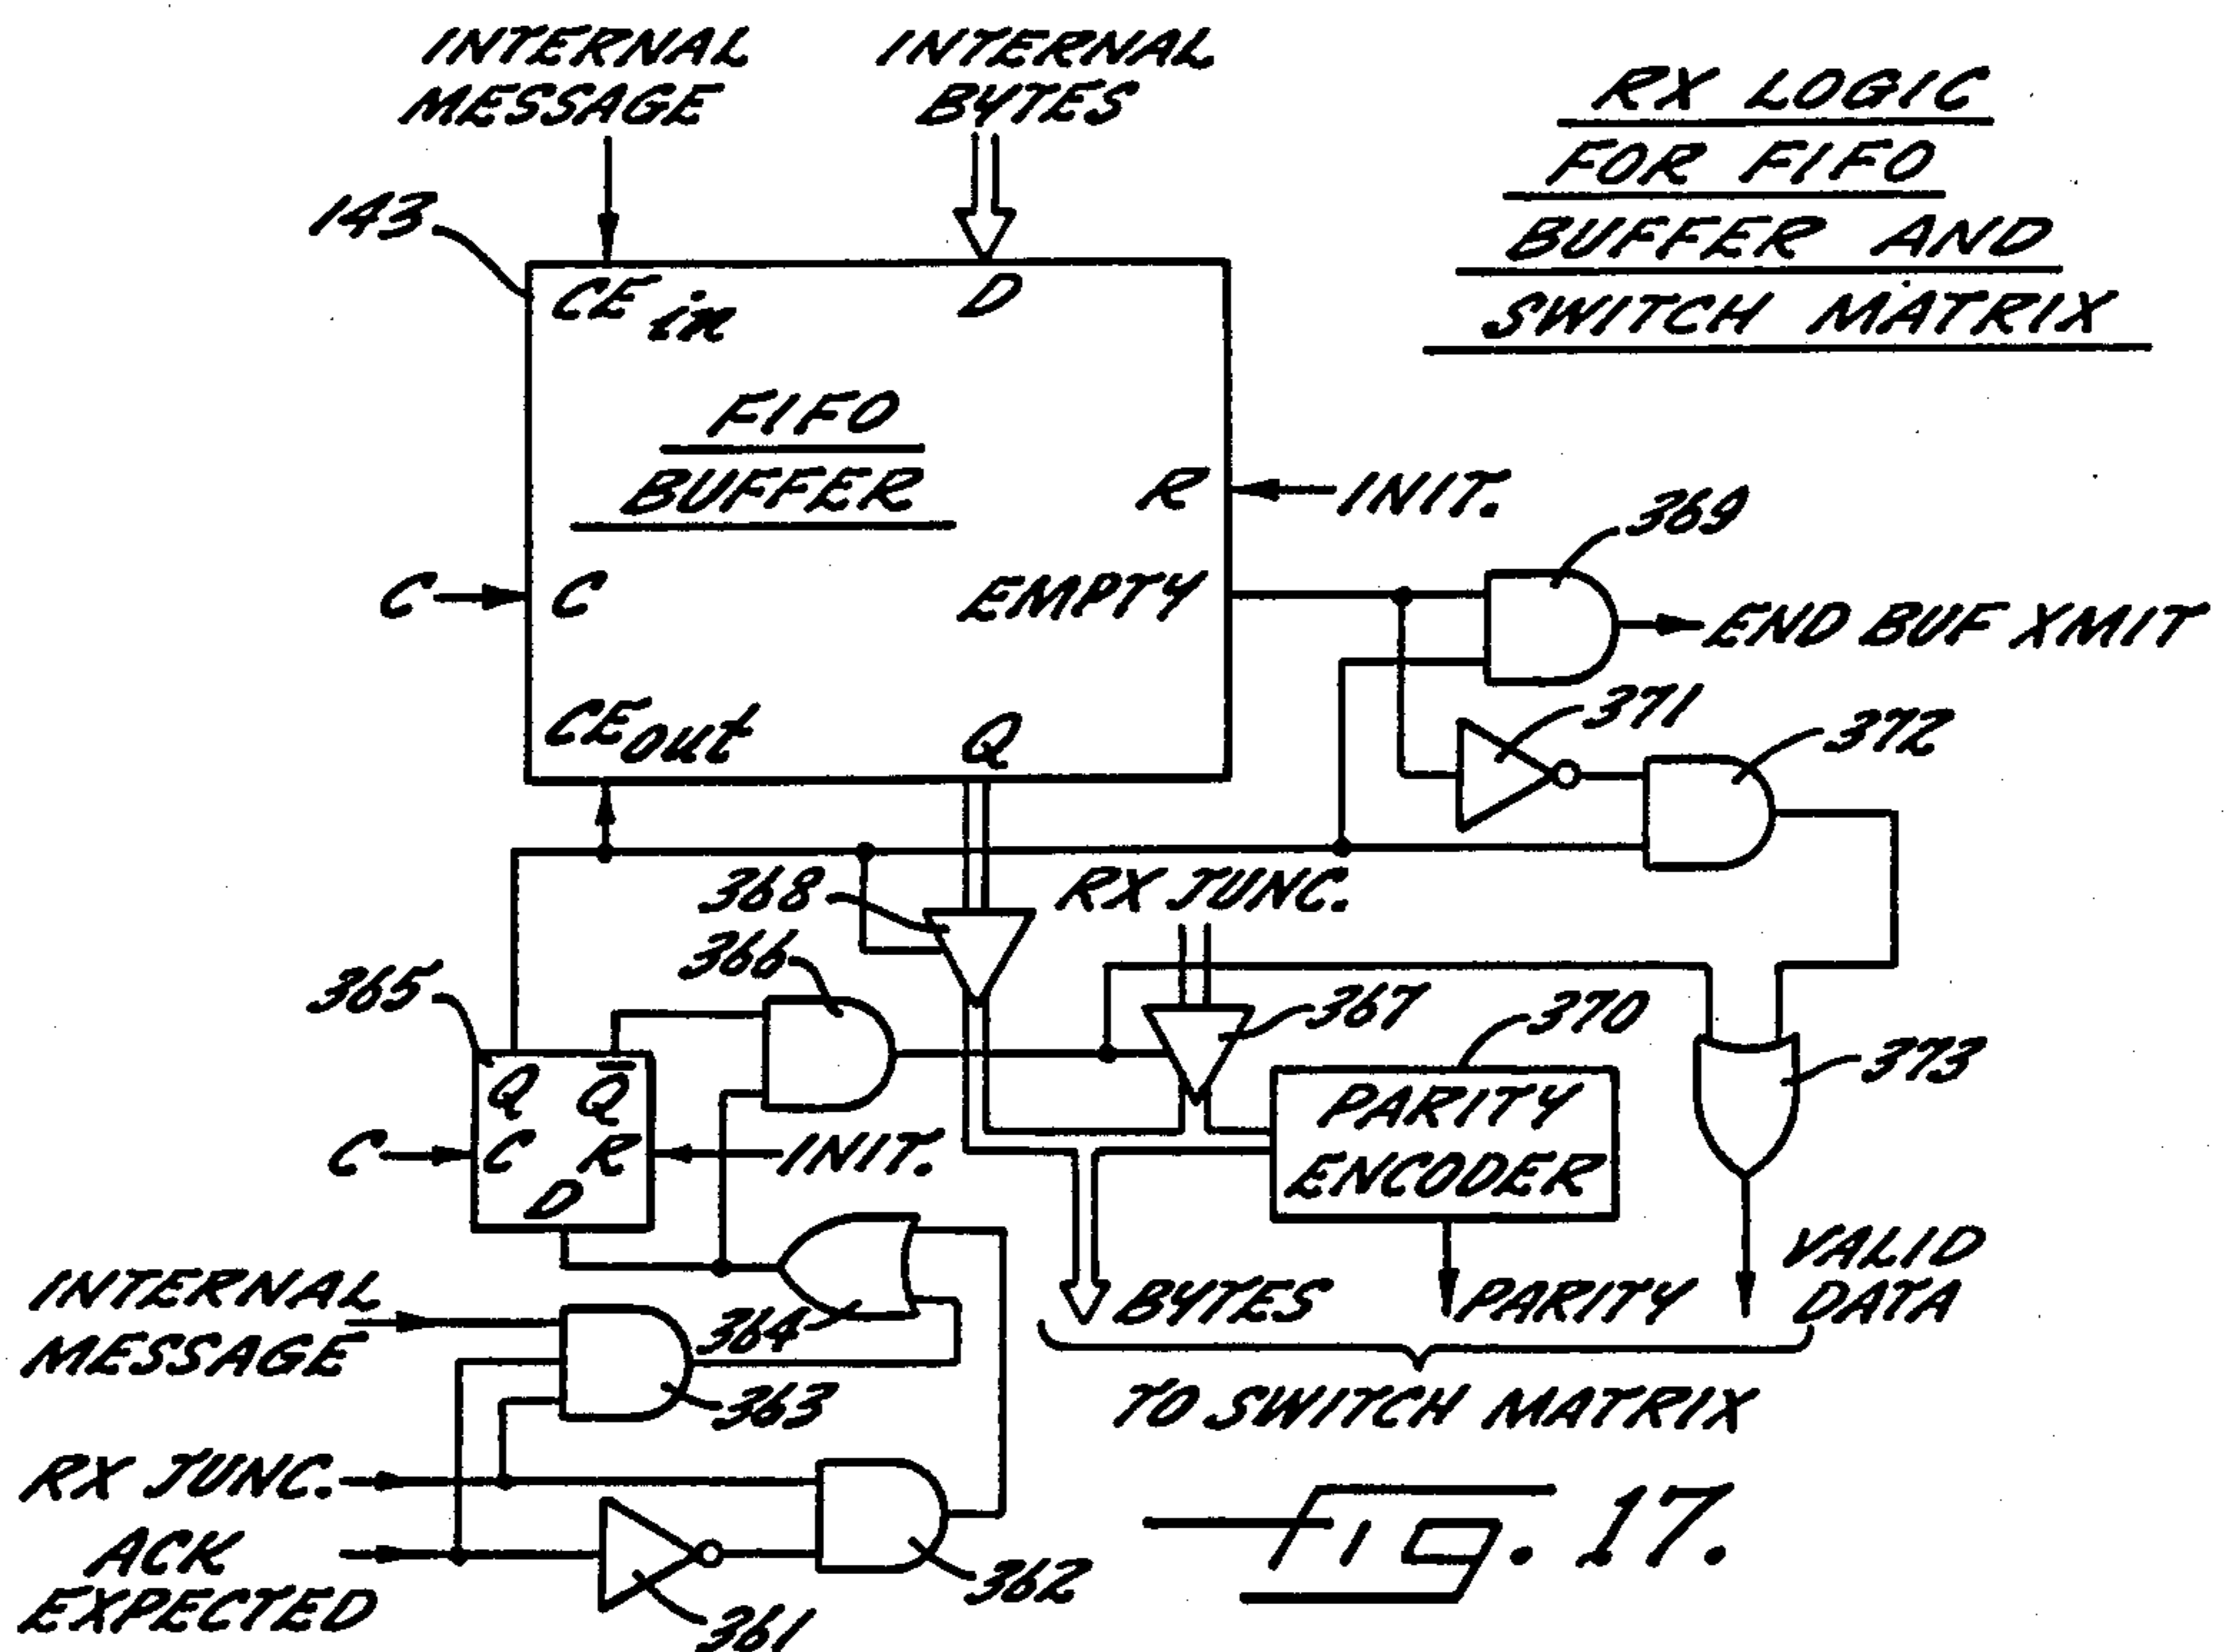 INTERNAL
MESSAGE
INTERNAL
BYTES
RX LOGIC
FOR FIFO
BUFFER AND
SWITCH MATRIX
143
CE in
D
FIFO
BUFFER
R
INIT.
369
C
C
EMPTY
END BUF XMIT
371
372
CE out
Q
368
RX JUNC.
366
365
367
370
373
Q Q̅
C
C R
D
INIT.
PARITY
ENCODER
INTERNAL
MESSAGE
364
363
BYTES
PARITY
VALID
DATA
TO SWITCH MATRIX
RX JUNC.
ACK
EXPECTED
362
361
Fig. 17.